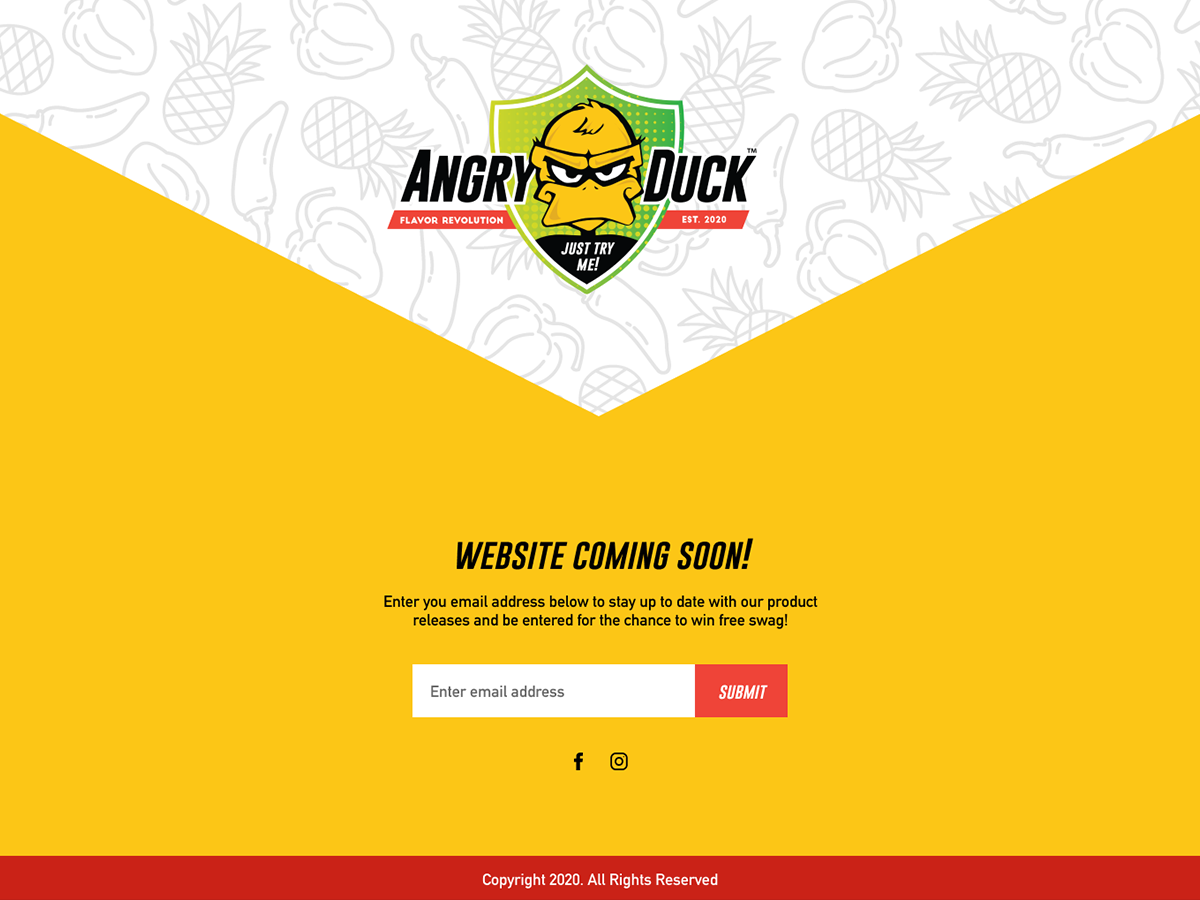 ANGRY DUCK™
FLAVOR REVOLUTION
EST. 2020
JUST TRY
ME!
WEBSITE COMING SOON!
Enter you email address below to stay up to date with our product
releases and be entered for the chance to win free swag!
Enter email address
SUBMIT
Copyright 2020. All Rights Reserved